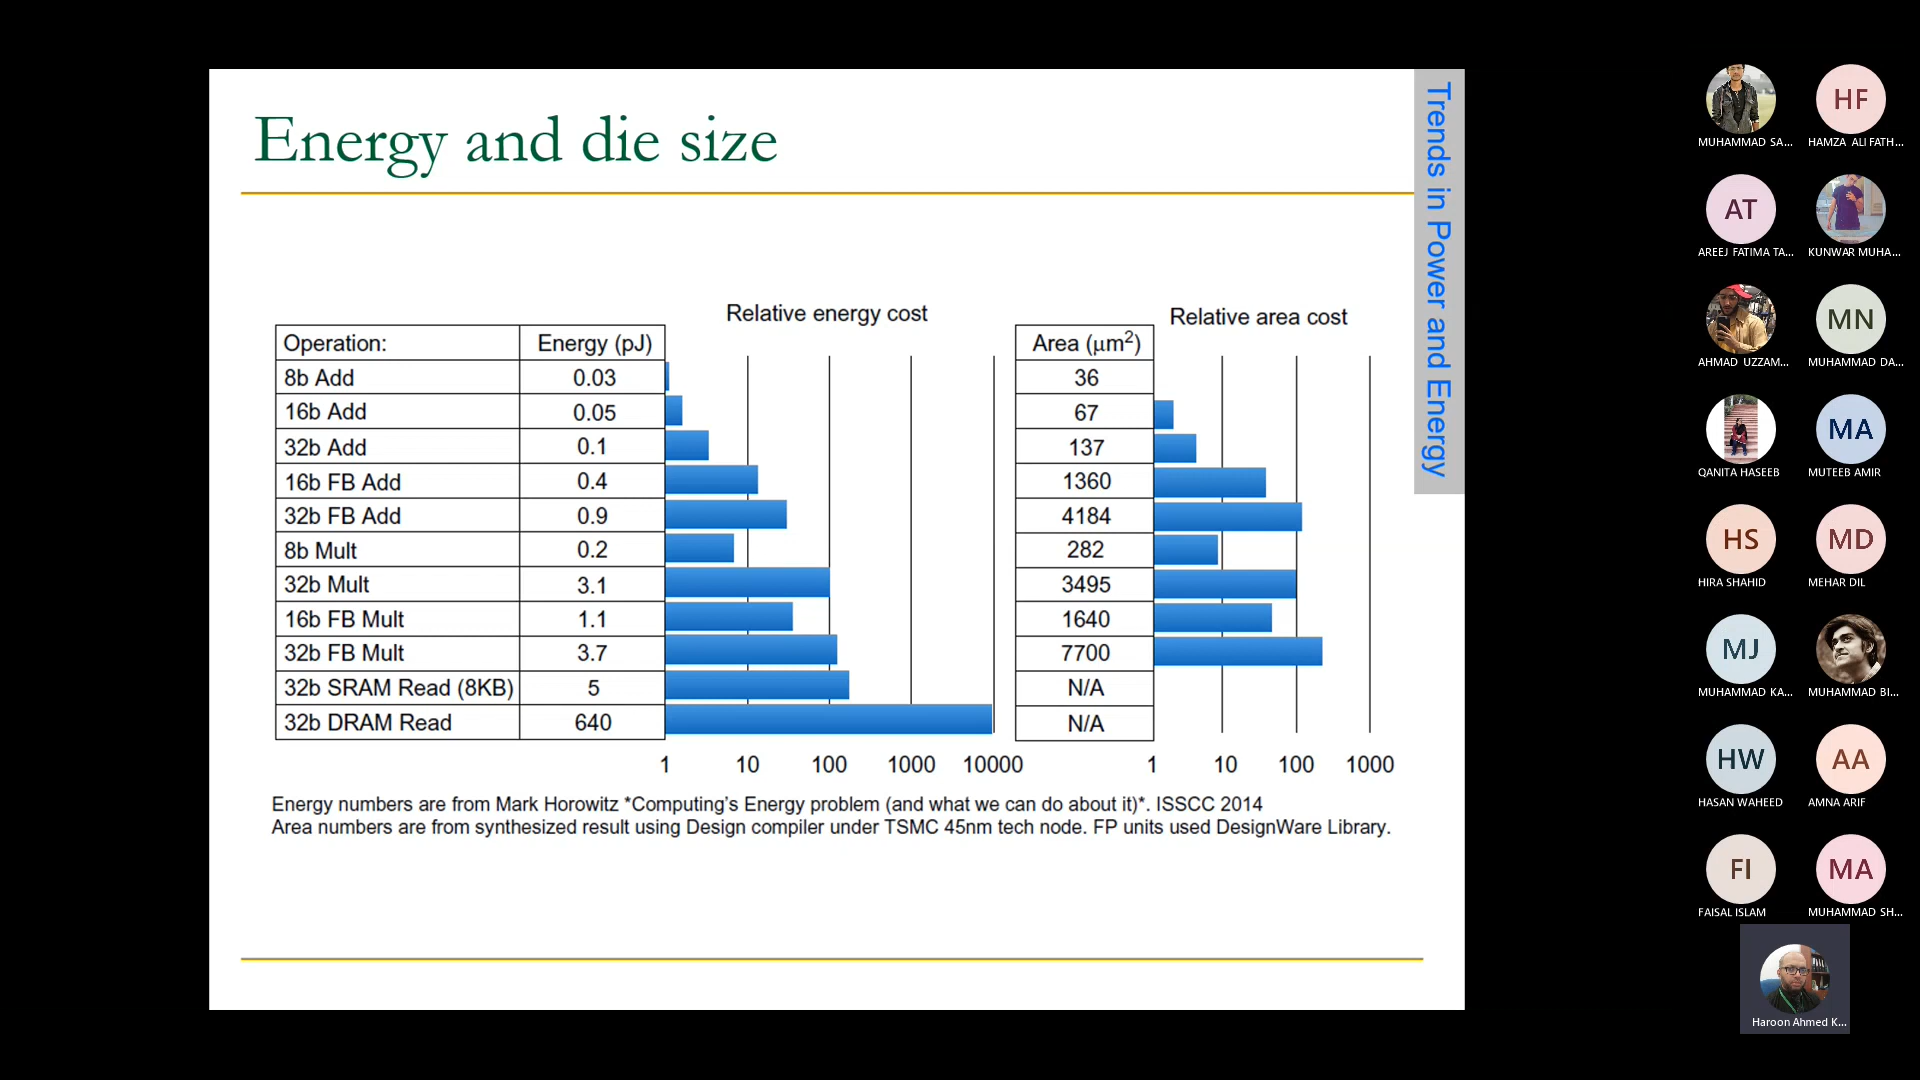 Energy and die size
Trends in Power and Energy
Relative energy cost
Relative area cost
Operation: Energy (pJ) Area (μm²)
8b Add 0.03 36
16b Add 0.05 67
32b Add 0.1 137
16b FB Add 0.4 1360
32b FB Add 0.9 4184
8b Mult 0.2 282
32b Mult 3.1 3495
16b FB Mult 1.1 1640
32b FB Mult 3.7 7700
32b SRAM Read (8KB) 5 N/A
32b DRAM Read 640 N/A
1 10 100 1000 10000 1 10 100 1000
Energy numbers are from Mark Horowitz *Computing's Energy problem (and what we can do about it)*. ISSCC 2014
Area numbers are from synthesized result using Design compiler under TSMC 45nm tech node. FP units used DesignWare Library.
HF
MUHAMMAD SA... HAMZA ALI FATH...
AT
AREEJ FATIMA TA... KUNWAR MUHA...
MN
AHMAD UZZAM... MUHAMMAD DA...
MA
QANITA HASEEB MUTEEB AMIR
HS MD
HIRA SHAHID MEHAR DIL
MJ
MUHAMMAD KA... MUHAMMAD BI...
HW AA
HASAN WAHEED AMNA ARIF
FI MA
FAISAL ISLAM MUHAMMAD SH...
Haroon Ahmed K...